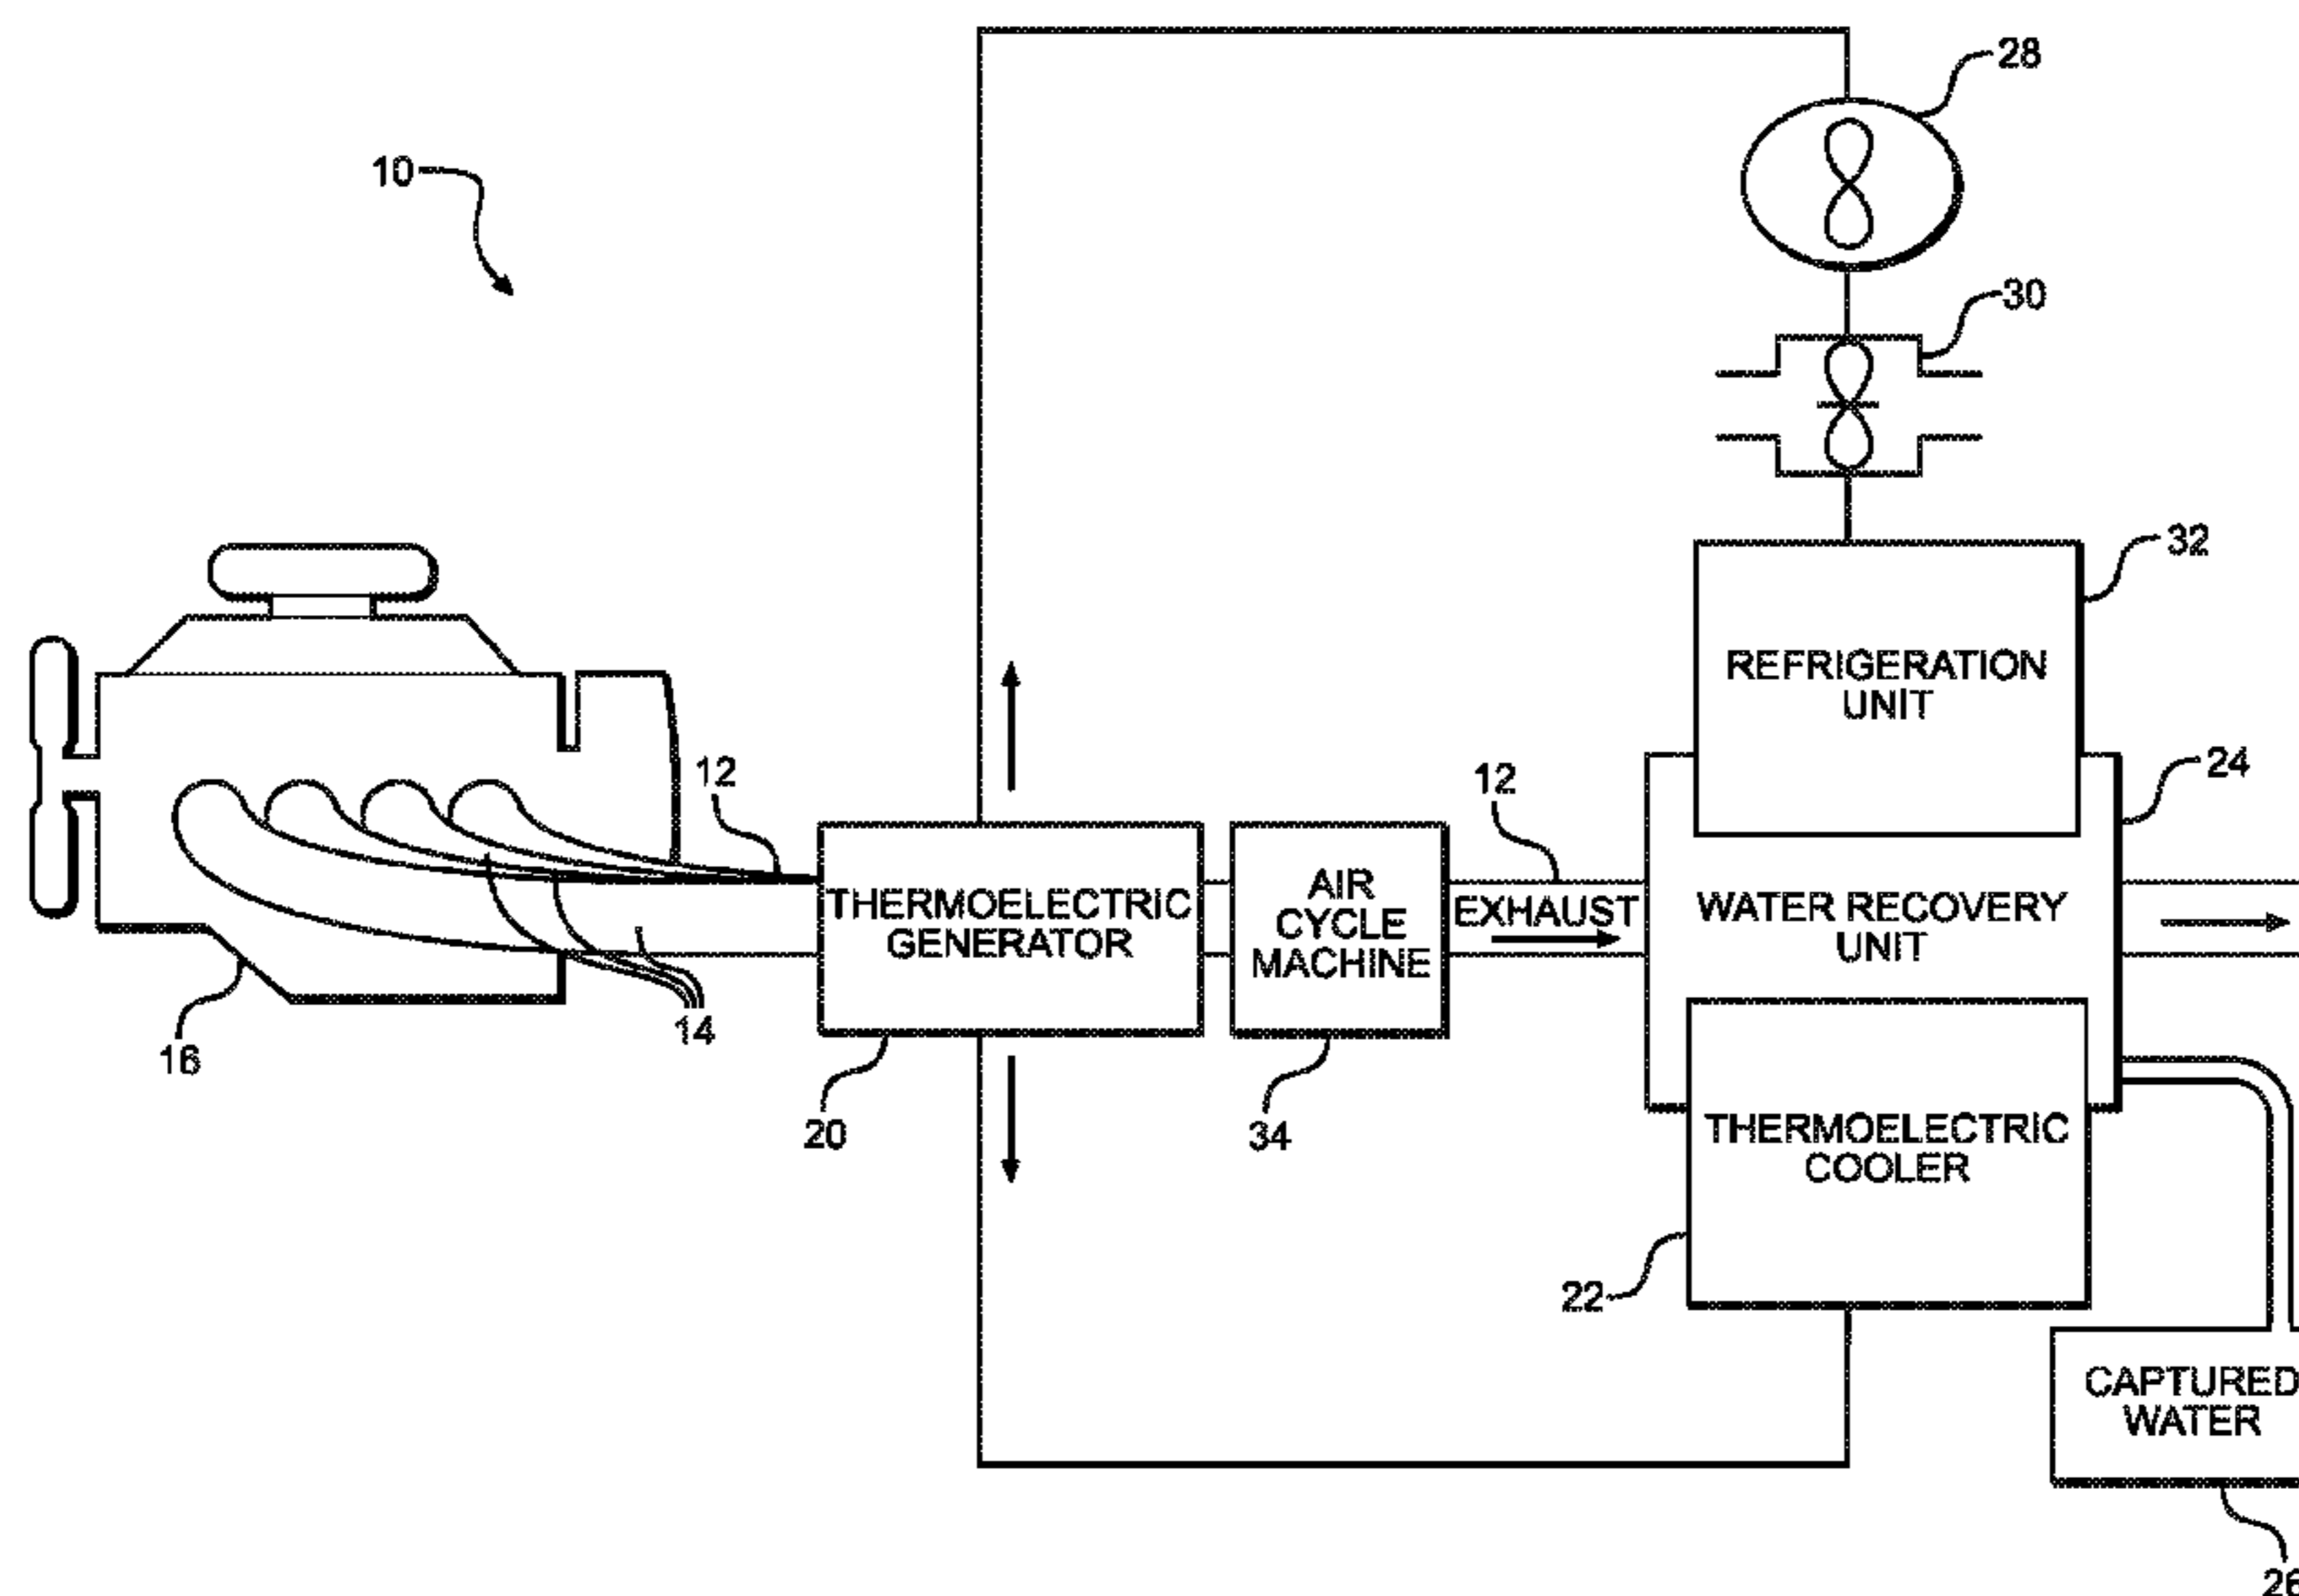 28
10
30
32
REFRIGERATION
UNIT
12
12
24
THERMOELECTRIC
GENERATOR
AIR
CYCLE
MACHINE
EXHAUST
WATER RECOVERY
UNIT
14
16
20
34
THERMOELECTRIC
COOLER
22
CAPTURED
WATER
26